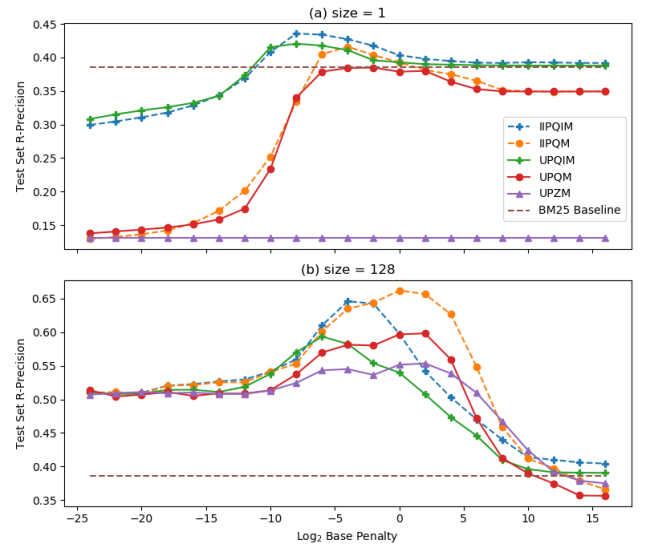 (a) size = 1
0.45
0.40
0.35
0.30
0.25
0.20
0.15
Test Set R-Precision
IIPQIM
IIPQM
UPQIM
UPQM
UPZM
BM25 Baseline
(b) size = 128
0.65
0.60
0.55
0.50
0.45
0.40
0.35
Test Set R-Precision
−25 −20 −15 −10 −5 0 5 10 15
Log2 Base Penalty